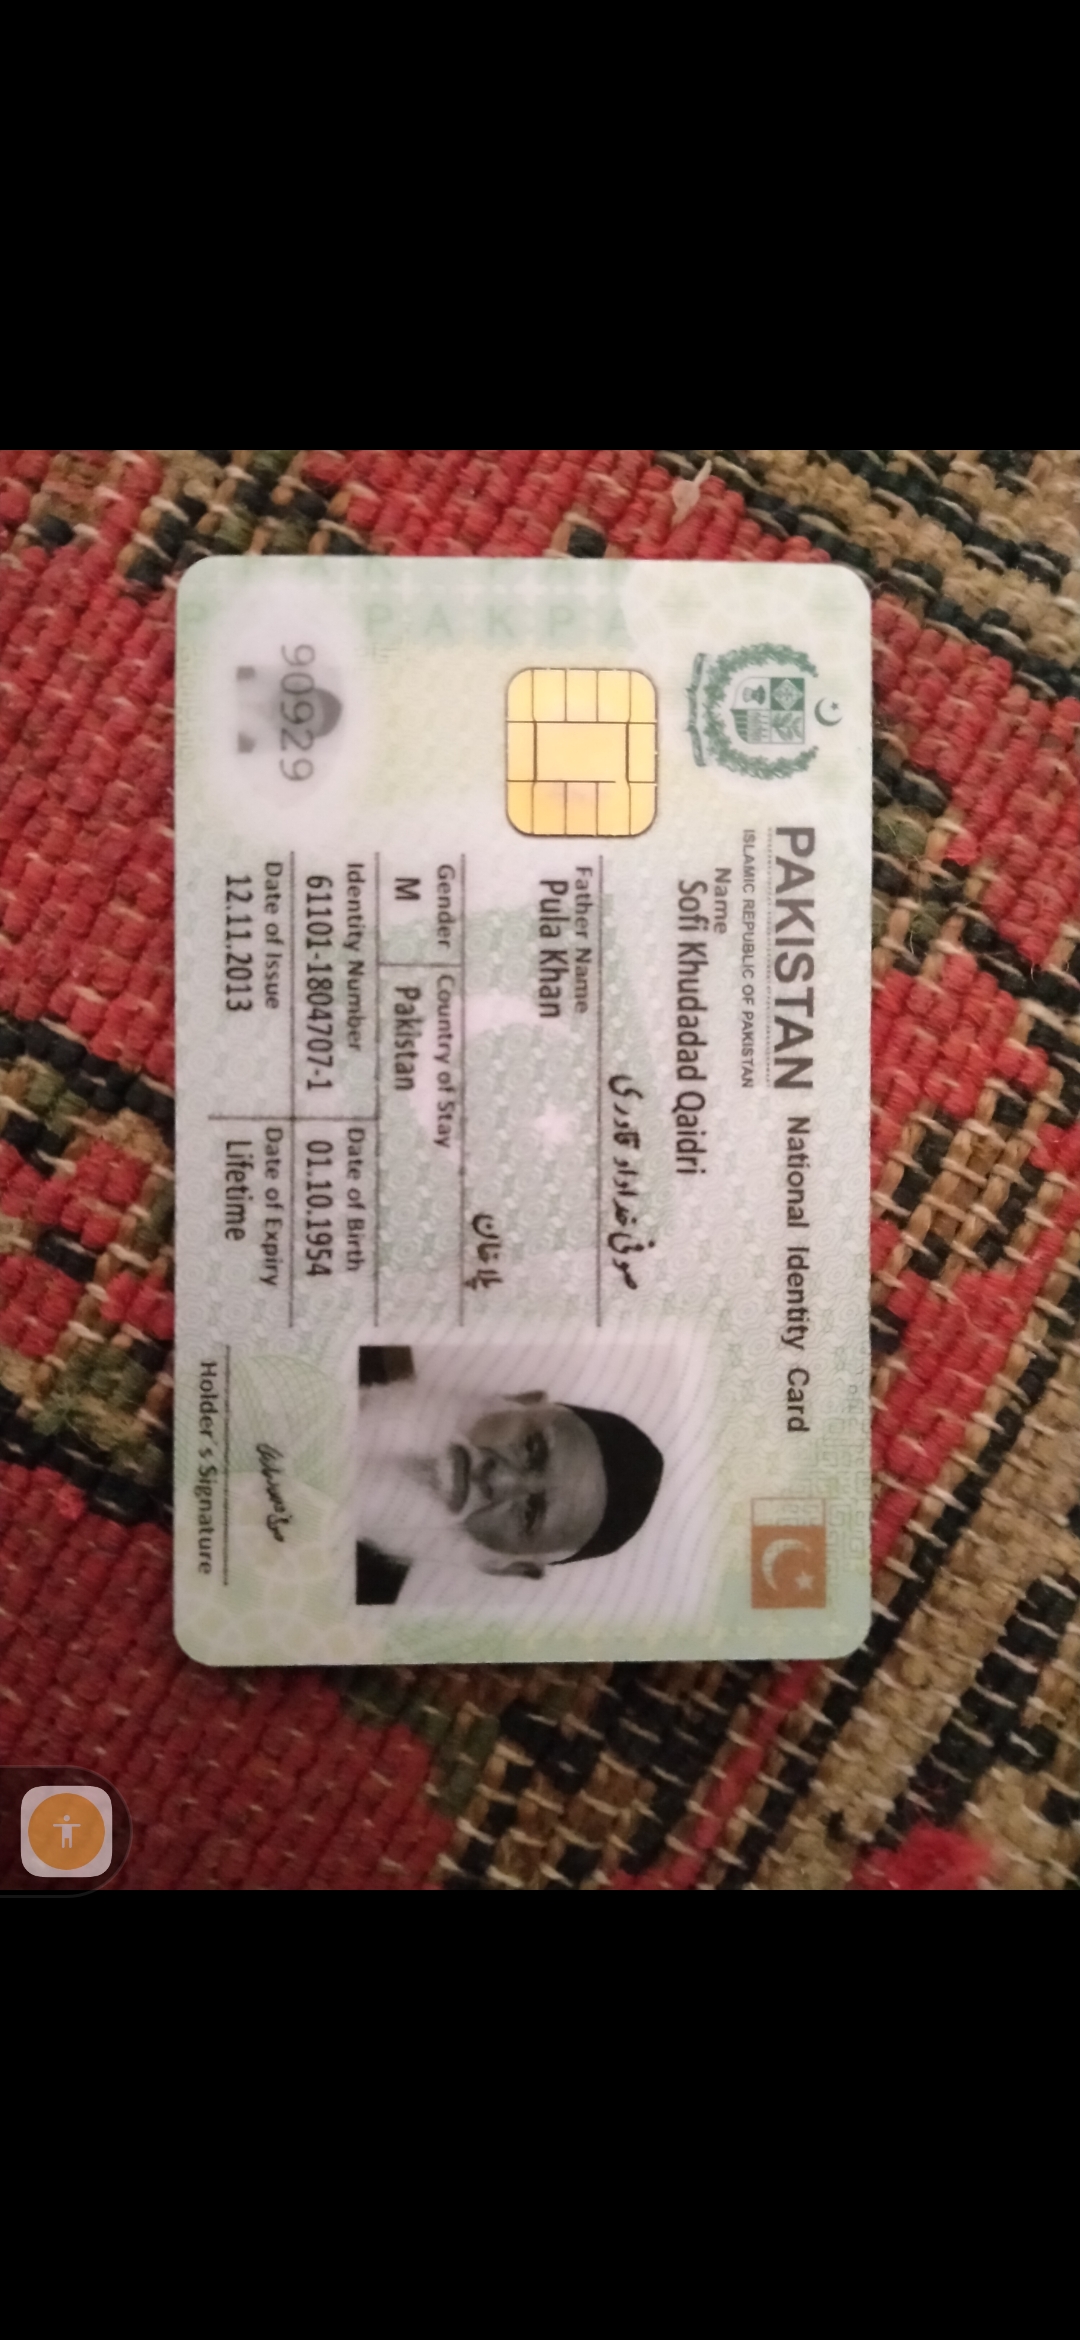 PAKISTAN National Identity Card
ISLAMIC REPUBLIC OF PAKISTAN
Name
Sofi Khudadad Qaidri
صوفی خداداد قادری
Father Name
Pula Khan
پلا خان
Gender Country of Stay
M Pakistan
Identity Number Date of Birth
61101-1804707-1 01.10.1954
Date of Issue Date of Expiry
12.11.2013 Lifetime
Holder's Signature
90929
PAKPA